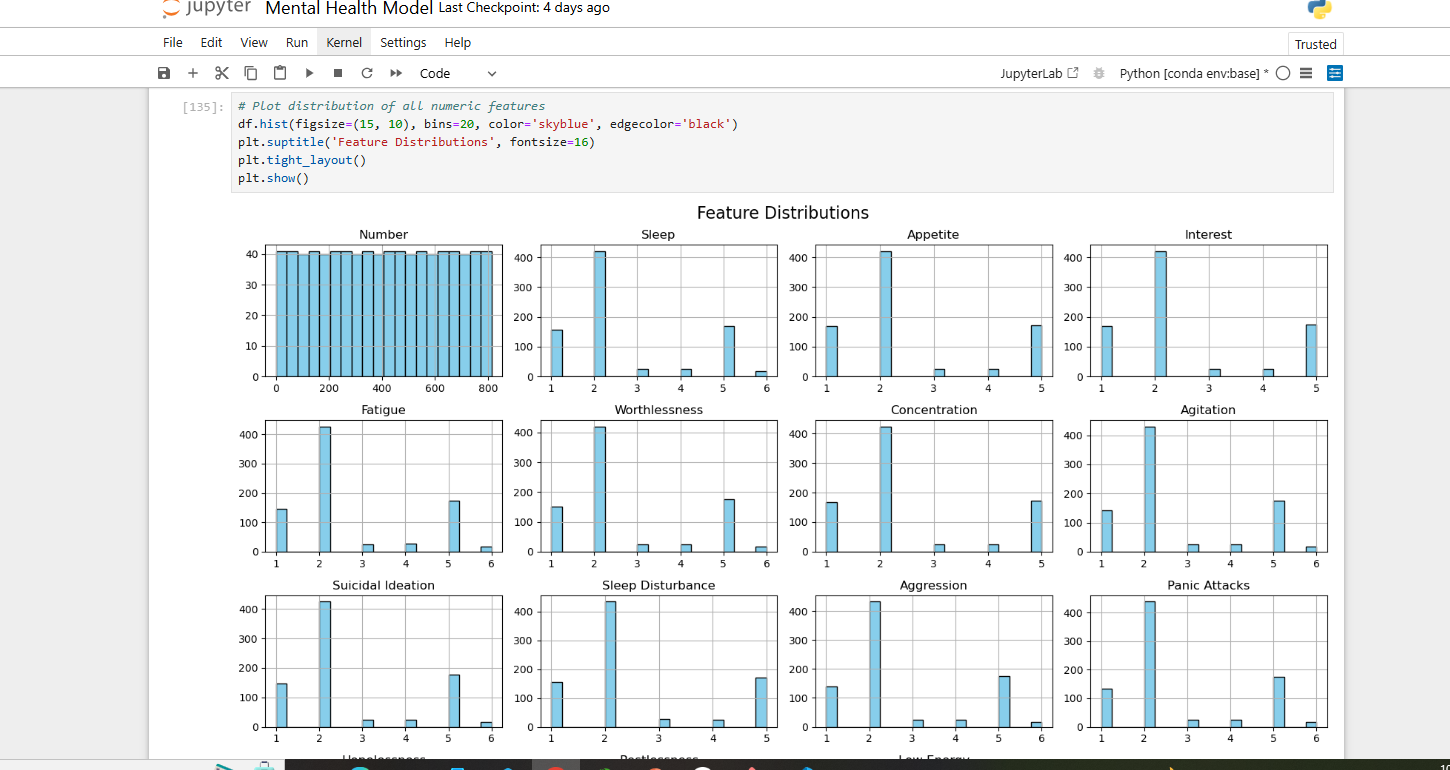 jupyter Mental Health Model Last Checkpoint: 4 days ago
File Edit View Run Kernel Settings Help
Trusted
Code
JupyterLab
Python [conda env:base] *
[135]:
# Plot distribution of all numeric features
df.hist(figsize=(15, 10), bins=20, color='skyblue', edgecolor='black')
plt.suptitle('Feature Distributions', fontsize=16)
plt.tight_layout()
plt.show()
Feature Distributions
Number
40
30
20
10
0
0 200 400 600 800
Sleep
400
300
200
100
0
1 2 3 4 5 6
Appetite
400
300
200
100
0
1 2 3 4 5
Interest
400
300
200
100
0
1 2 3 4 5
Fatigue
400
300
200
100
0
1 2 3 4 5 6
Worthlessness
400
300
200
100
0
1 2 3 4 5 6
Concentration
400
300
200
100
0
1 2 3 4 5
Agitation
400
300
200
100
0
1 2 3 4 5 6
Suicidal Ideation
400
300
200
100
0
1 2 3 4 5 6
Sleep Disturbance
400
300
200
100
0
1 2 3 4 5
Aggression
400
300
200
100
0
1 2 3 4 5 6
Panic Attacks
400
300
200
100
0
1 2 3 4 5 6
Hopelessness
Restlessness
Low Energy